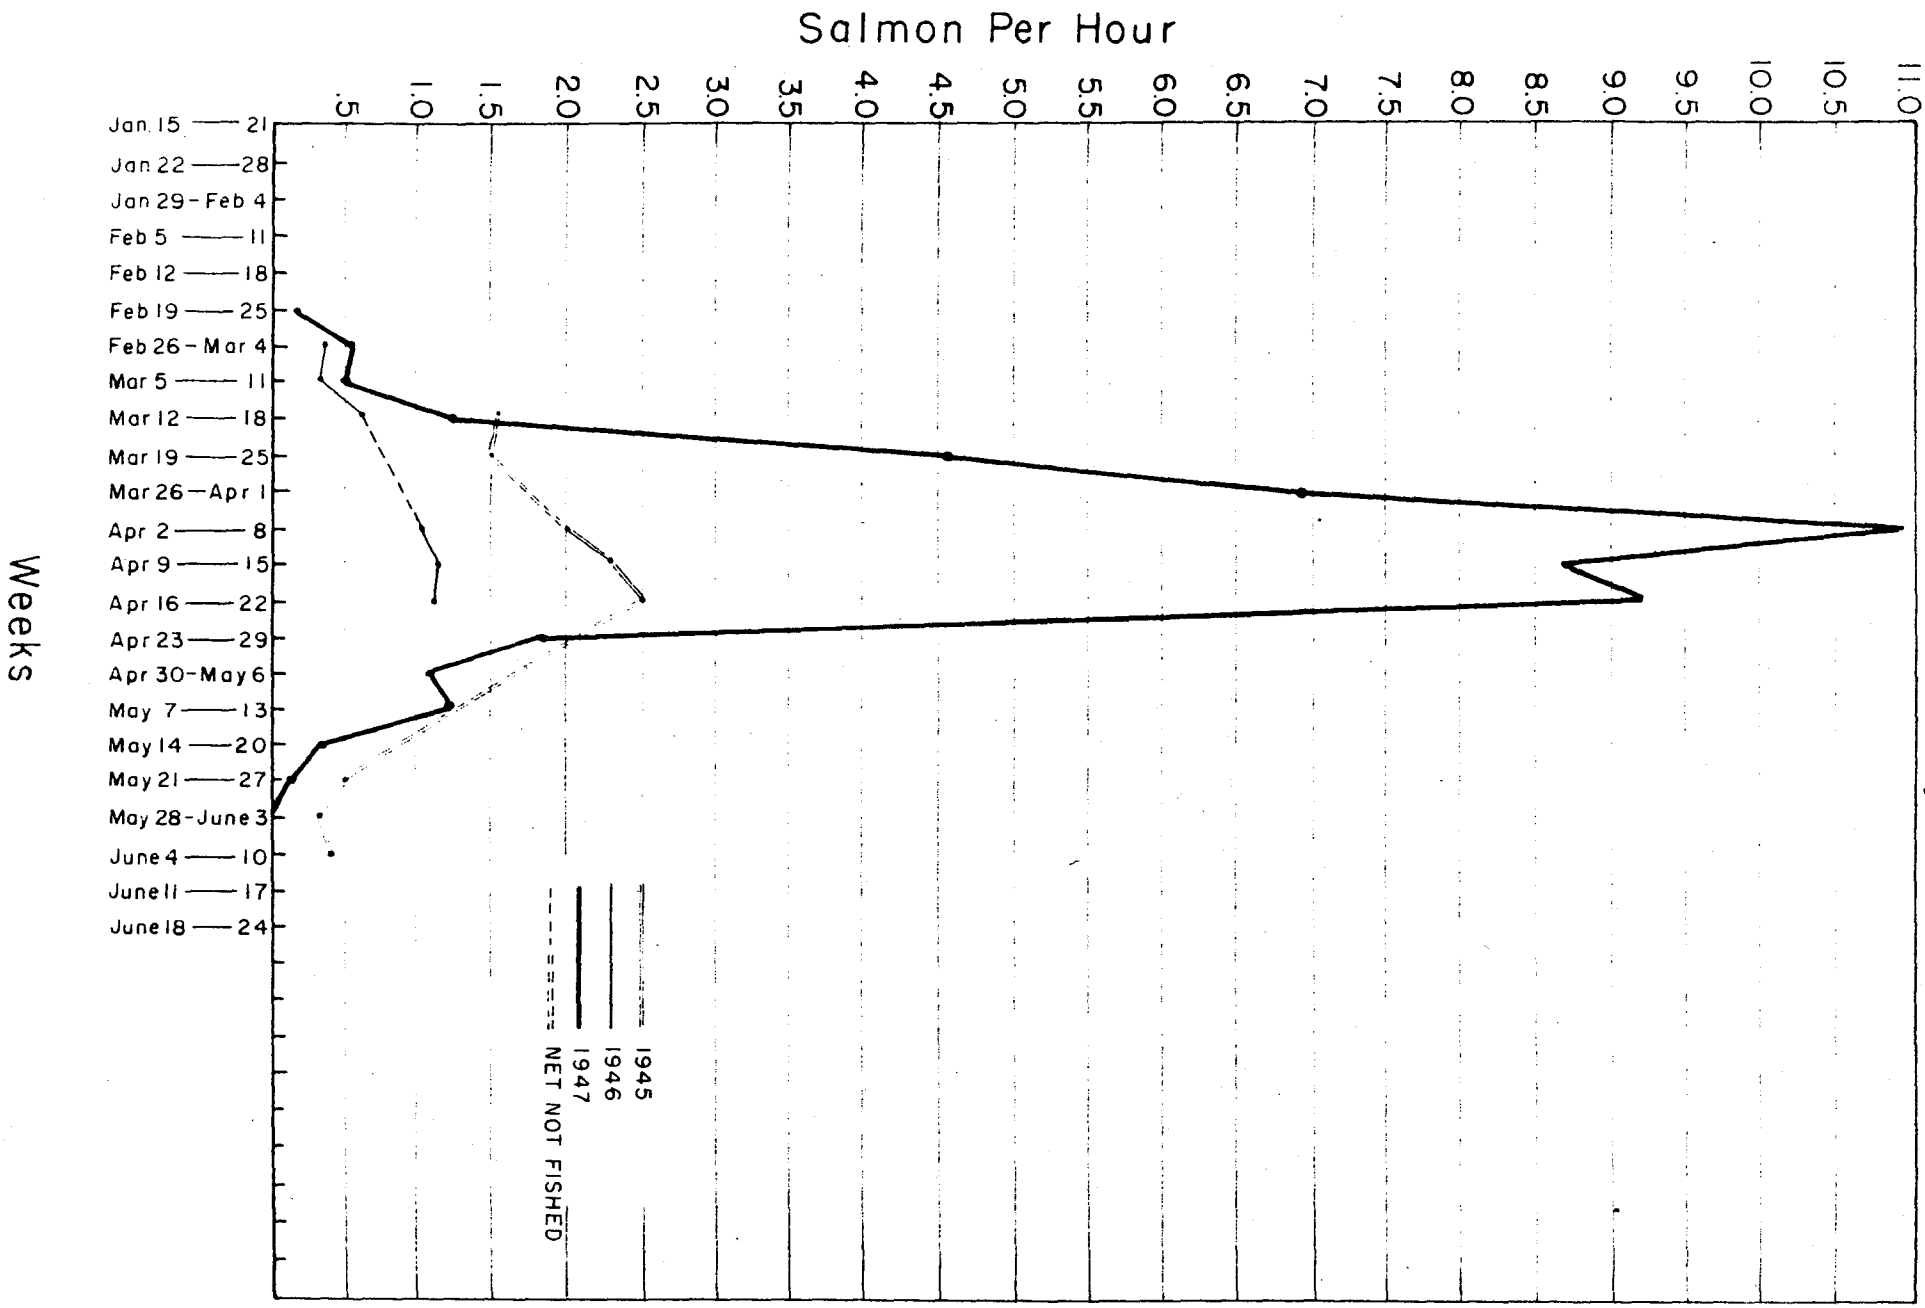 Salmon Per Hour
.5 1.0 1.5 2.0 2.5 3.0 3.5 4.0 4.5 5.0 5.5 6.0 6.5 7.0 7.5 8.0 8.5 9.0 9.5 10.0 10.5 11.0
Weeks
Jan 15 — 21
Jan 22 — 28
Jan 29 - Feb 4
Feb 5 — 11
Feb 12 — 18
Feb 19 — 25
Feb 26 - Mar 4
Mar 5 — 11
Mar 12 — 18
Mar 19 — 25
Mar 26 - Apr 1
Apr 2 — 8
Apr 9 — 15
Apr 16 — 22
Apr 23 — 29
Apr 30 - May 6
May 7 — 13
May 14 — 20
May 21 — 27
May 28 - June 3
June 4 — 10
June 11 — 17
June 18 — 24
1945
1946
1947
NET NOT FISHED